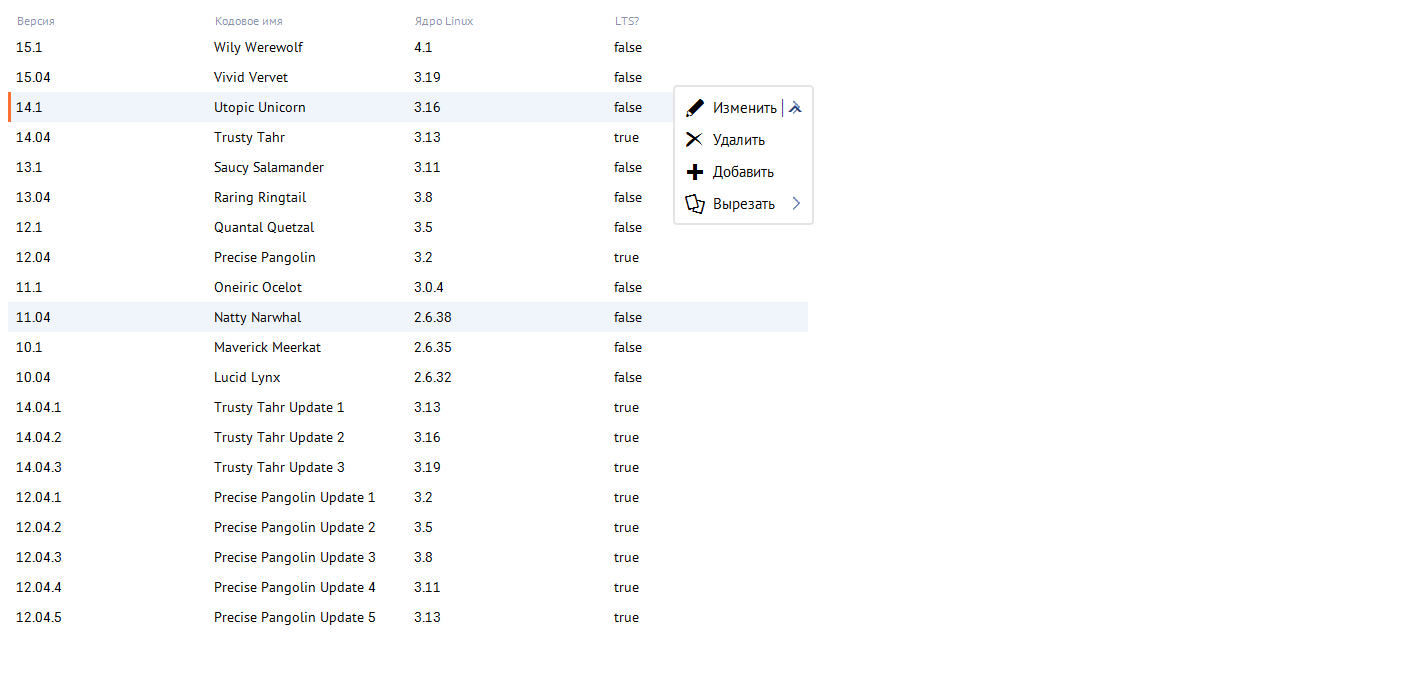 Версия Кодовое имя Ядро Linux LTS?
15.1 Wily Werewolf 4.1 false
15.04 Vivid Vervet 3.19 false
14.1 Utopic Unicorn 3.16 false Изменить
14.04 Trusty Tahr 3.13 true Удалить
13.1 Saucy Salamander 3.11 false Добавить
13.04 Raring Ringtail 3.8 false Вырезать
12.1 Quantal Quetzal 3.5 false
12.04 Precise Pangolin 3.2 true
11.1 Oneiric Ocelot 3.0.4 false
11.04 Natty Narwhal 2.6.38 false
10.1 Maverick Meerkat 2.6.35 false
10.04 Lucid Lynx 2.6.32 false
14.04.1 Trusty Tahr Update 1 3.13 true
14.04.2 Trusty Tahr Update 2 3.16 true
14.04.3 Trusty Tahr Update 3 3.19 true
12.04.1 Precise Pangolin Update 1 3.2 true
12.04.2 Precise Pangolin Update 2 3.5 true
12.04.3 Precise Pangolin Update 3 3.8 true
12.04.4 Precise Pangolin Update 4 3.11 true
12.04.5 Precise Pangolin Update 5 3.13 true